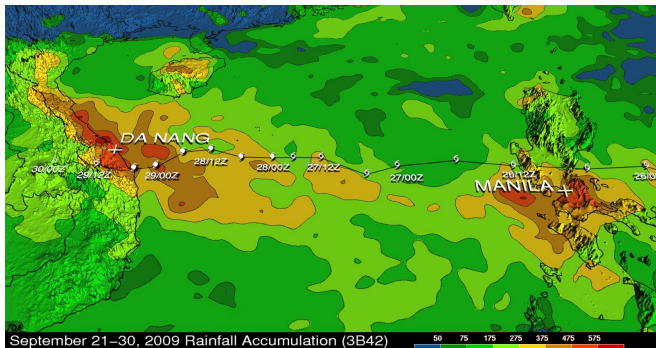 DA NANG
30/00Z
29/12Z
29/00Z
28/12Z
28/00Z
27/12Z
27/00Z
26/12Z
MANILA
September 21-30, 2009 Rainfall Accumulation (3B42)
50 75 175 275 375 475 575